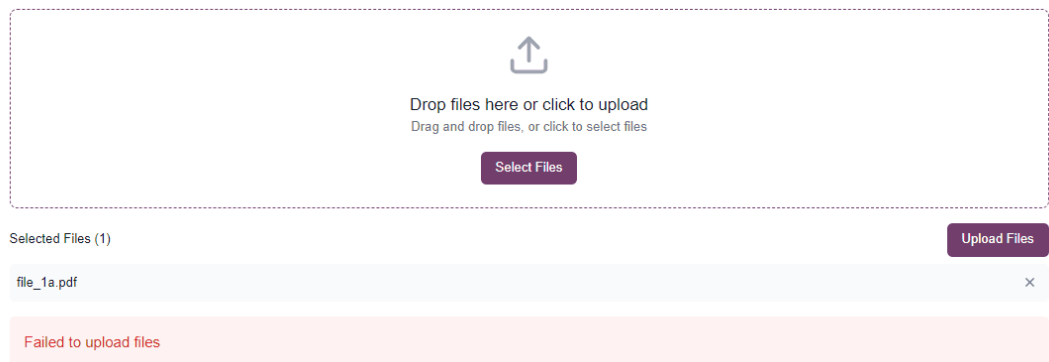 Drop files here or click to upload
Drag and drop files, or click to select files
Select Files
Selected Files (1)
Upload Files
file_1a.pdf
Failed to upload files